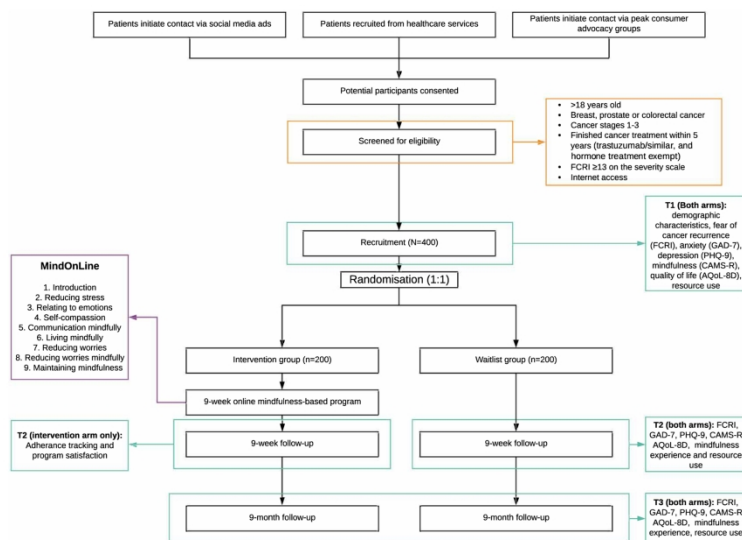 Patients initiate contact via social media ads
Patients recruited from healthcare services
Patients initiate contact via peak consumer
advocacy groups
Potential participants consented
Screened for eligibility
• >18 years old
• Breast, prostate or colorectal cancer
• Cancer stages 1-3
• Finished cancer treatment within 5
years (trastuzumab/similar, and
hormone treatment exempt)
• FCRI ≥13 on the severity scale
• Internet access
Recruitment (N=400)
T1 (Both arms):
demographic
characteristics, fear of
cancer recurrence
(FCRI), anxiety (GAD-7),
depression (PHQ-9),
mindfulness (CAMS-R),
quality of life (AQoL-8D),
resource use
Randomisation (1:1)
MindOnLine
1. Introduction
2. Reducing stress
3. Relating to emotions
4. Self-compassion
5. Communication mindfully
6. Living mindfully
7. Reducing worries
8. Reducing worries mindfully
9. Maintaining mindfulness
Intervention group (n=200)
Waitlist group (n=200)
9-week online mindfulness-based program
T2 (intervention arm only):
Adherance tracking and
program satisfaction
9-week follow-up
9-week follow-up
T2 (both arms): FCRI,
GAD-7, PHQ-9, CAMS-R
AQoL-8D, mindfulness
experience and resource
use
9-month follow-up
9-month follow-up
T3 (both arms): FCRI,
GAD-7, PHQ-9, CAMS-R
AQoL-8D, mindfulness
experience, resource use